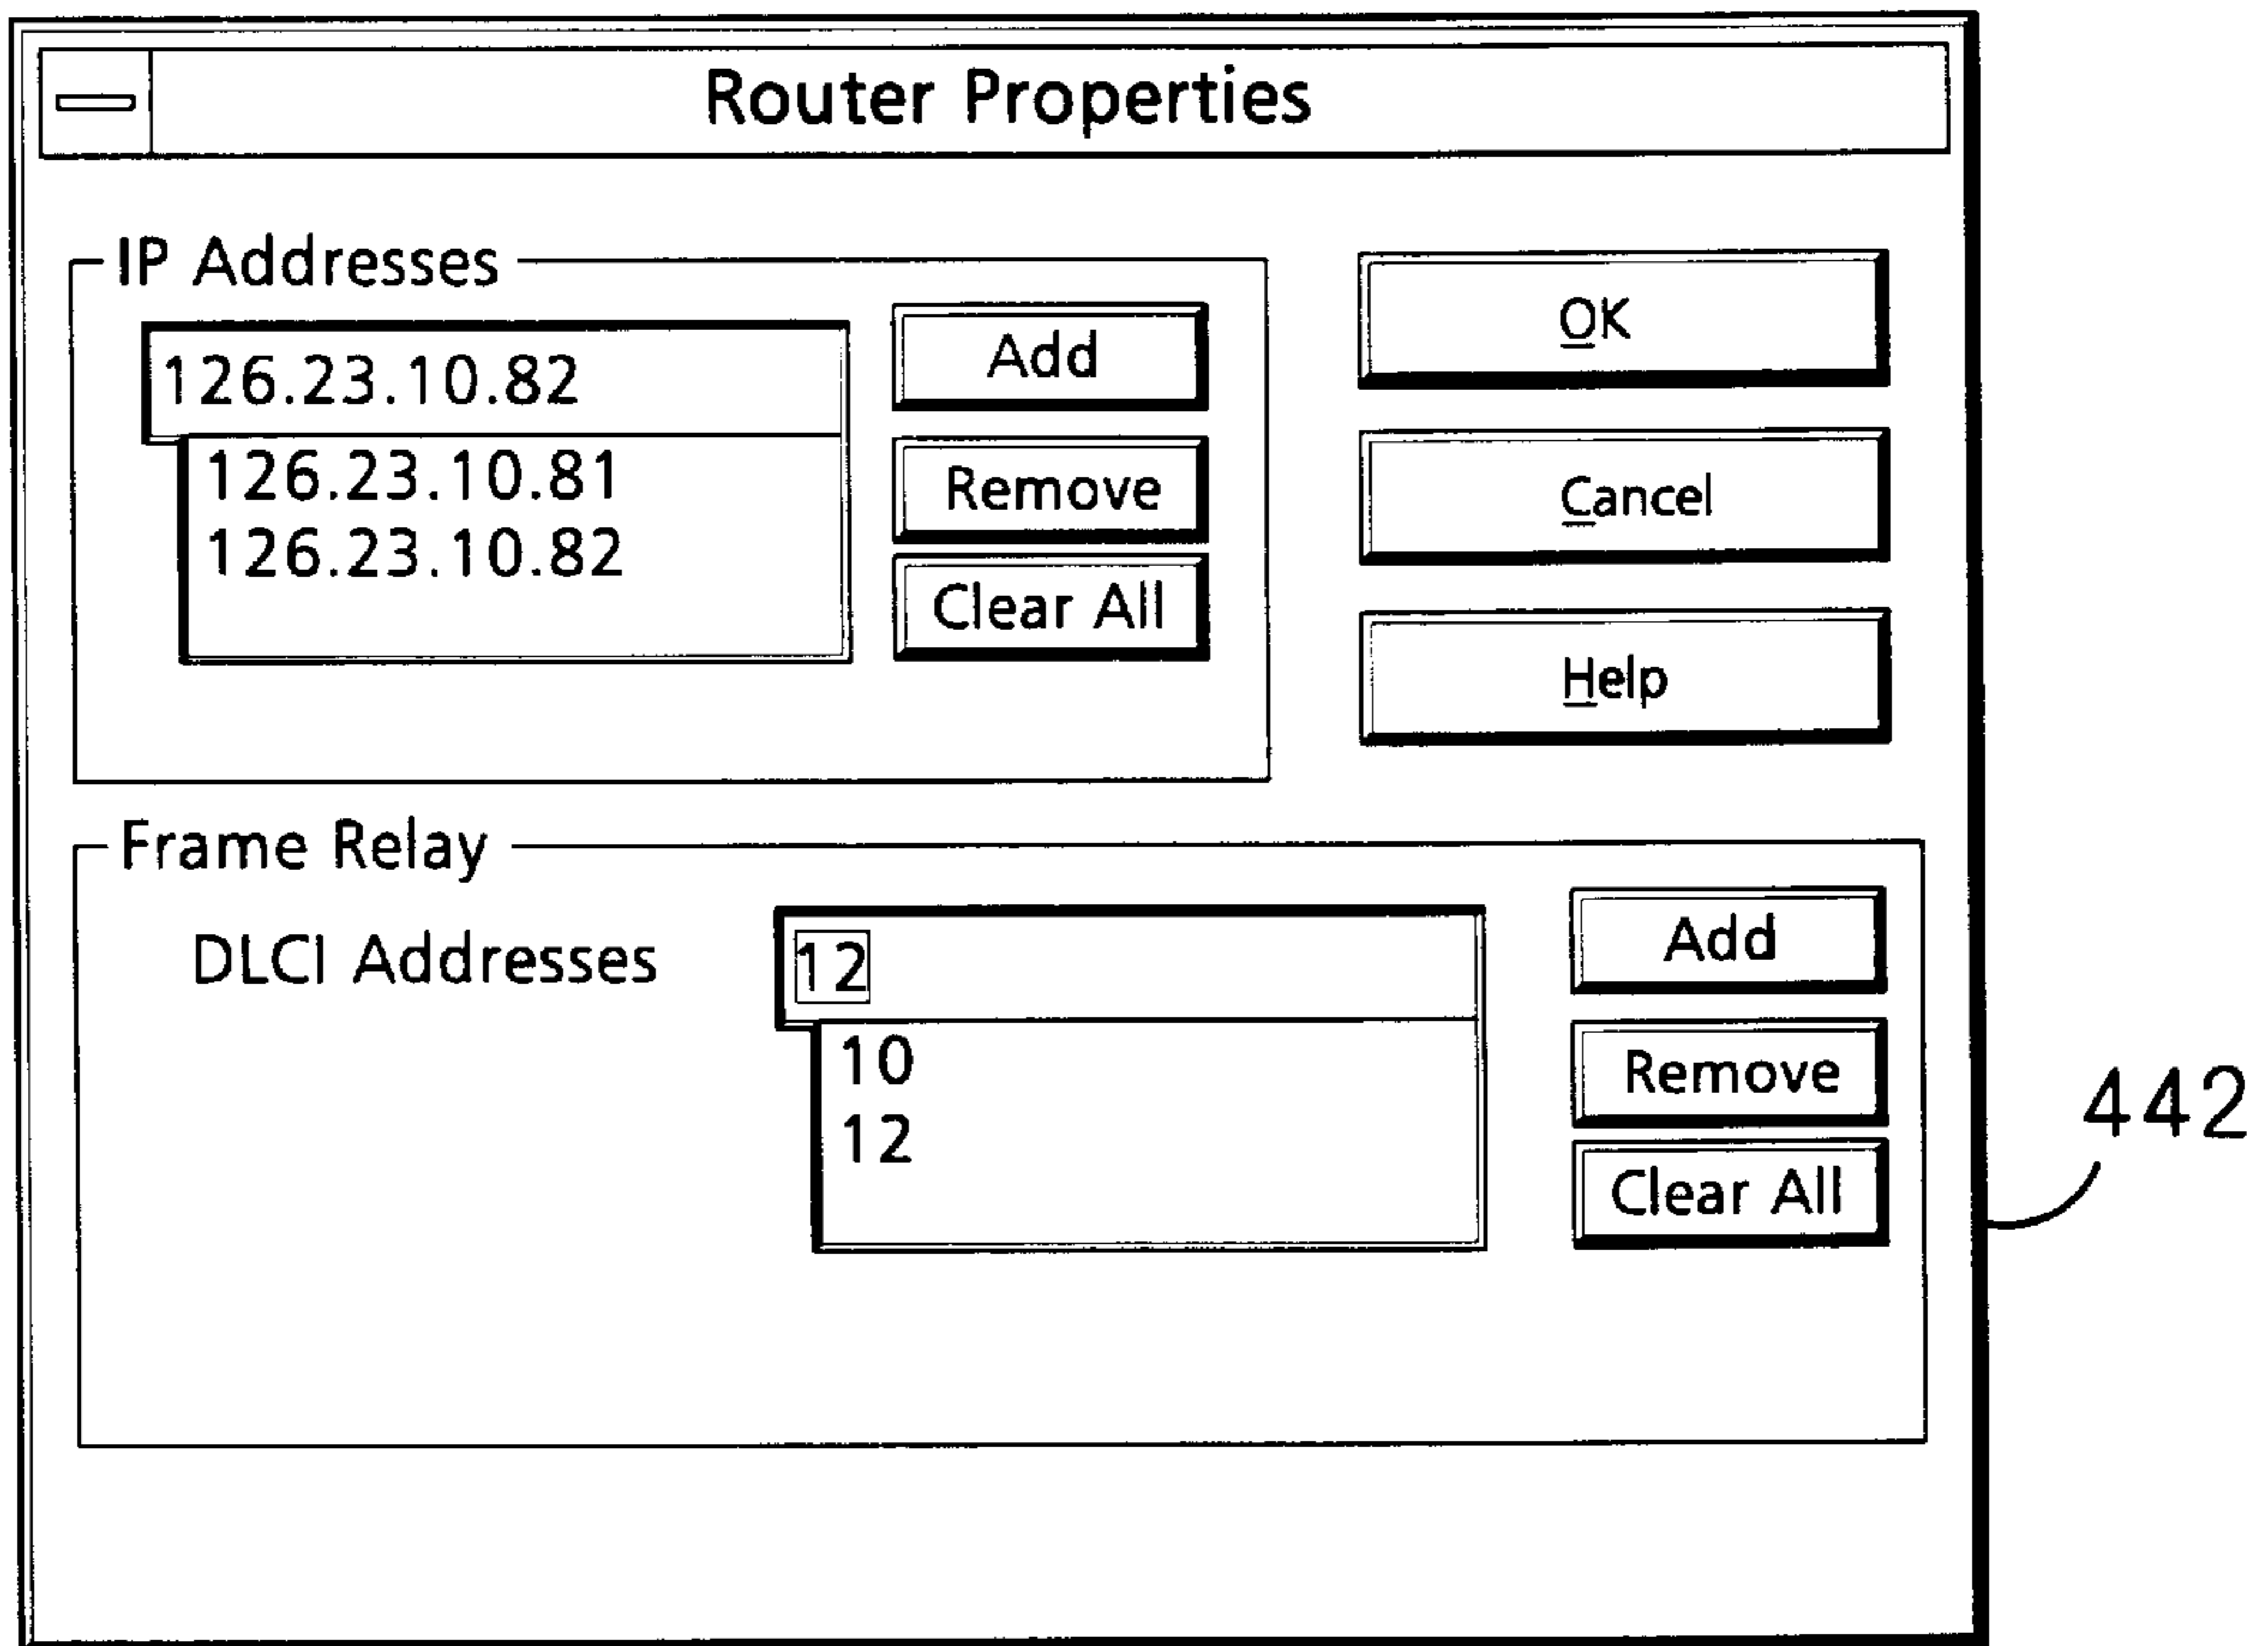 Router Properties
IP Addresses
126.23.10.82
126.23.10.81
126.23.10.82
Add
Remove
Clear All
OK
Cancel
Help
Frame Relay
DLCI Addresses
12
10
12
Add
Remove
Clear All
442